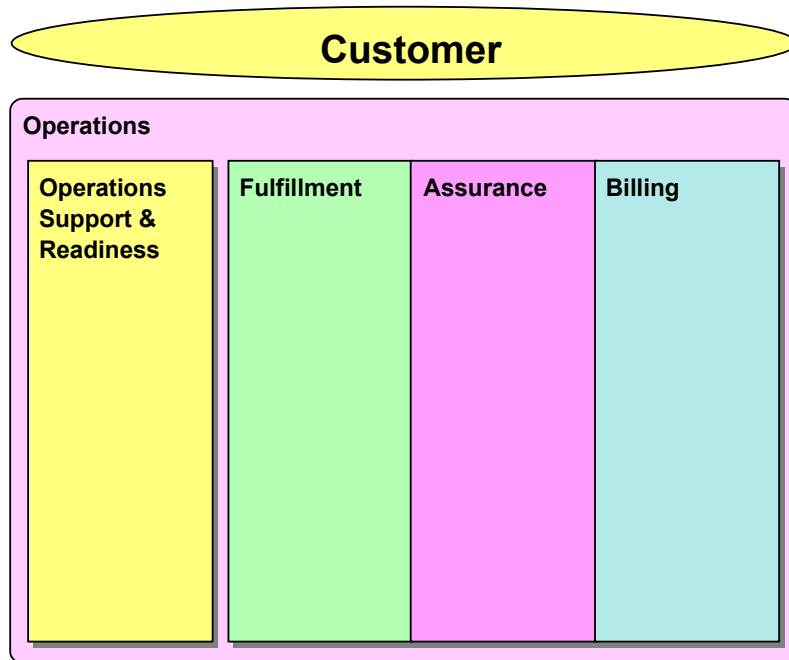 Customer
Operations
Operations
Support &
Readiness
Fulfillment
Assurance
Billing